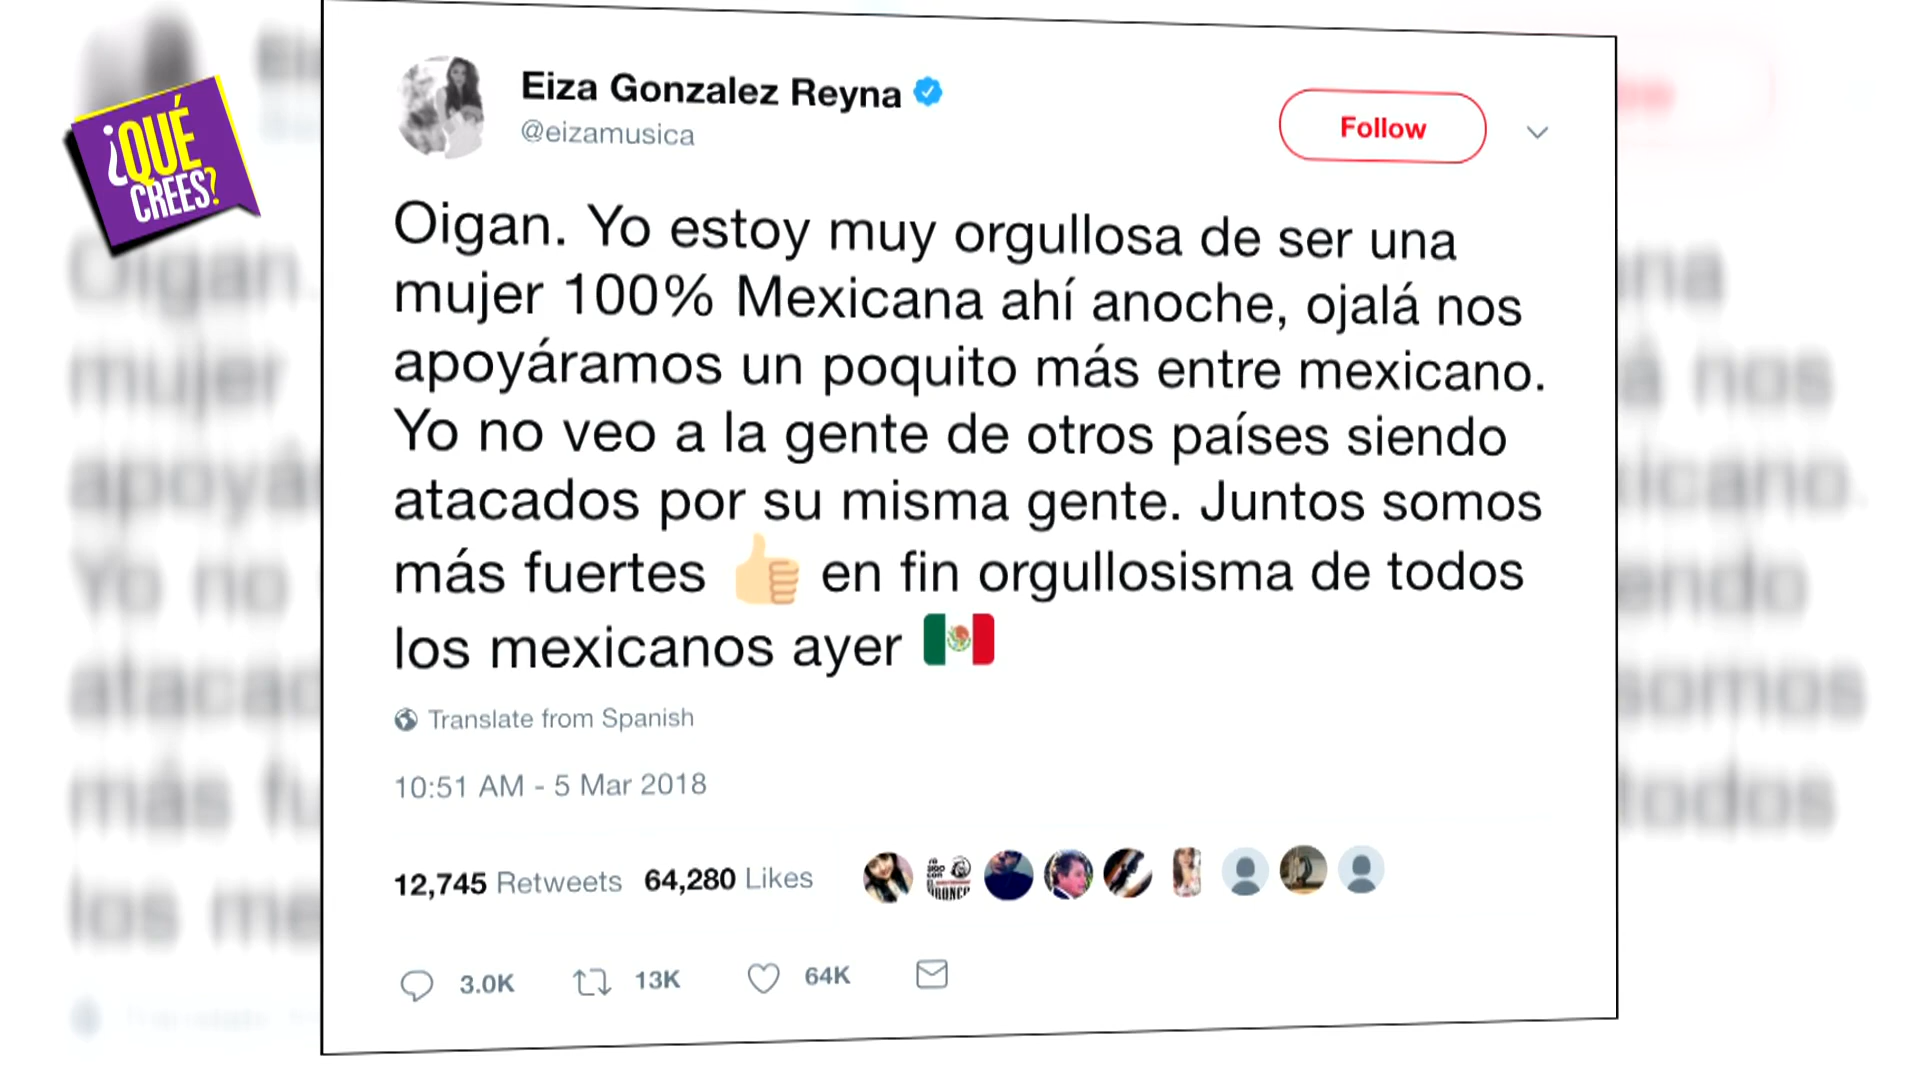 ¿QUÉ
CREES?
Eiza Gonzalez Reyna
@eizamusica
Follow
Oigan. Yo estoy muy orgullosa de ser una
mujer 100% Mexicana ahí anoche, ojalá nos
apoyáramos un poquito más entre mexicano.
Yo no veo a la gente de otros países siendo
atacados por su misma gente. Juntos somos
más fuertes 👍🏻 en fin orgullosisma de todos
los mexicanos ayer 🇲🇽
Translate from Spanish
10:51 AM - 5 Mar 2018
12,745 Retweets 64,280 Likes
3.0K 13K 64K